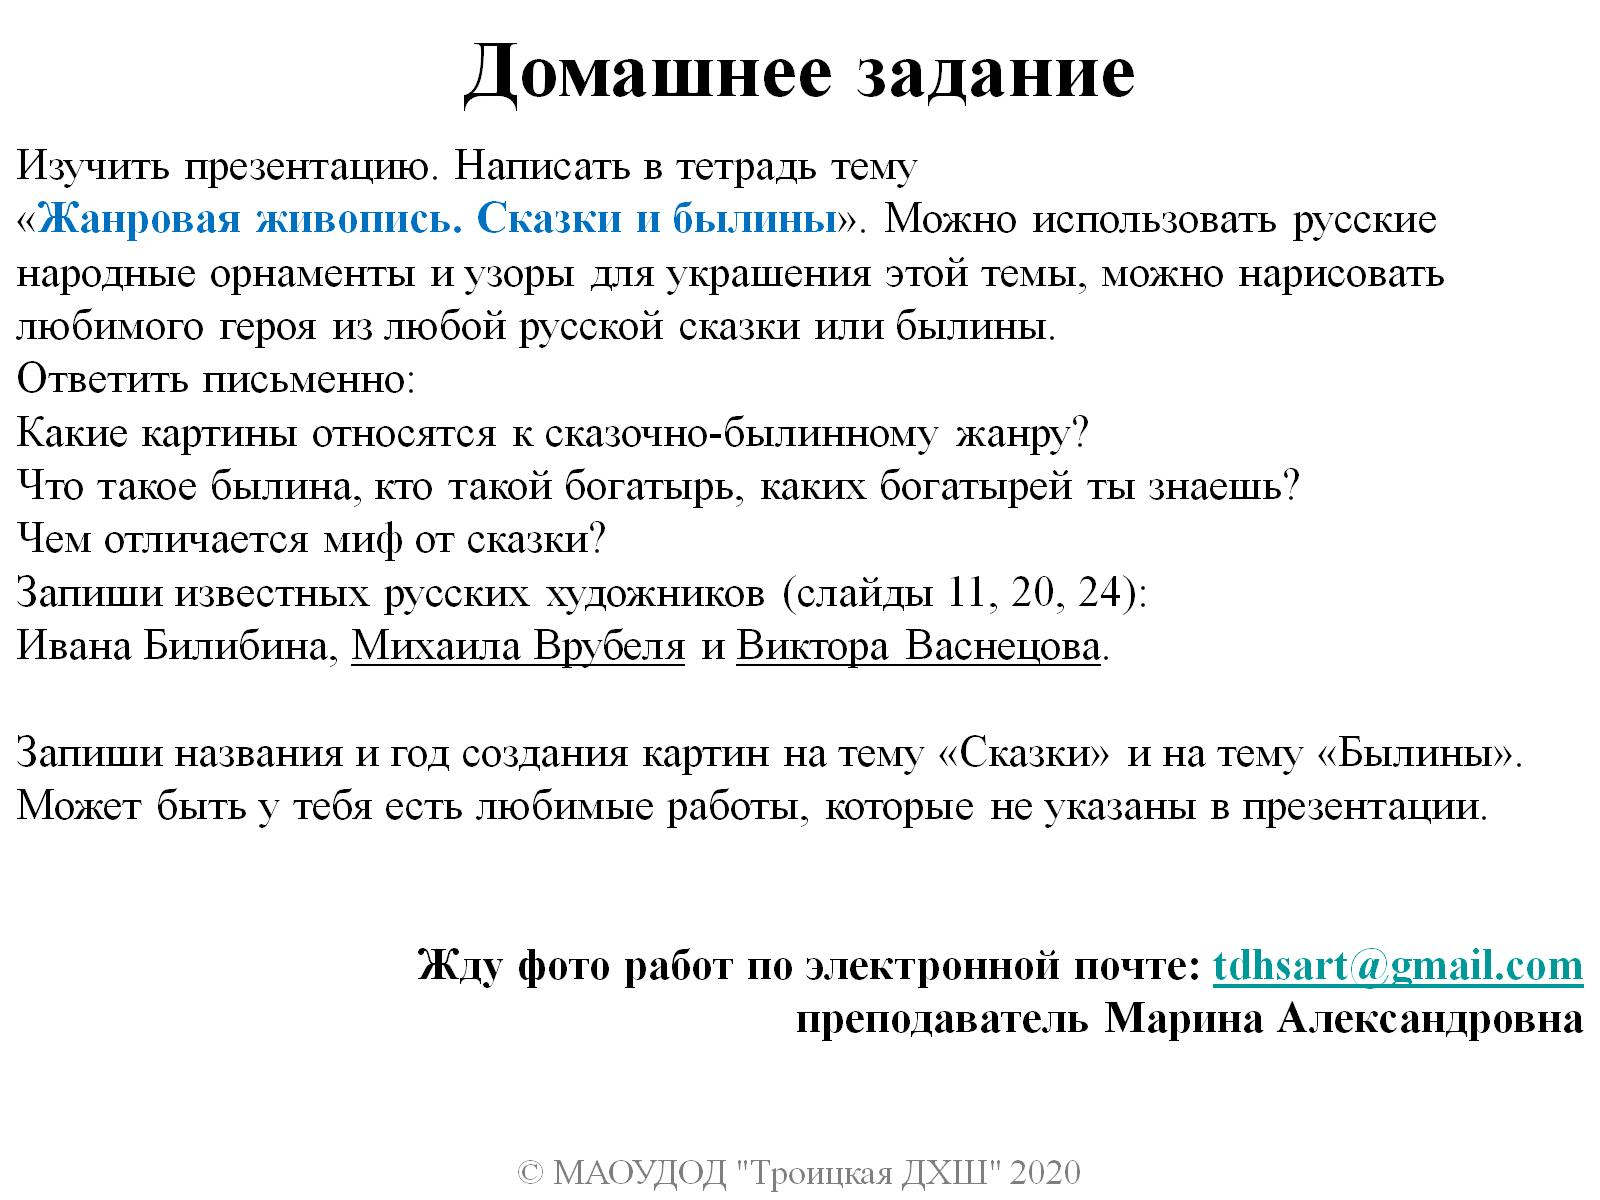 Домашнее задание
Изучить презентацию. Написать в тетрадь тему
«Жанровая живопись. Сказки и былины». Можно использовать русские
народные орнаменты и узоры для украшения этой темы, можно нарисовать
любимого героя из любой русской сказки или былины.
Ответить письменно:
Какие картины относятся к сказочно-былинному жанру?
Что такое былина, кто такой богатырь, каких богатырей ты знаешь?
Чем отличается миф от сказки?
Запиши известных русских художников (слайды 11, 20, 24):
Ивана Билибина, Михаила Врубеля и Виктора Васнецова.
Запиши названия и год создания картин на тему «Сказки» и на тему «Былины».
Может быть у тебя есть любимые работы, которые не указаны в презентации.
Жду фото работ по электронной почте: tdhsart@gmail.com
преподаватель Марина Александровна
© МАОУДОД "Троицкая ДХШ" 2020